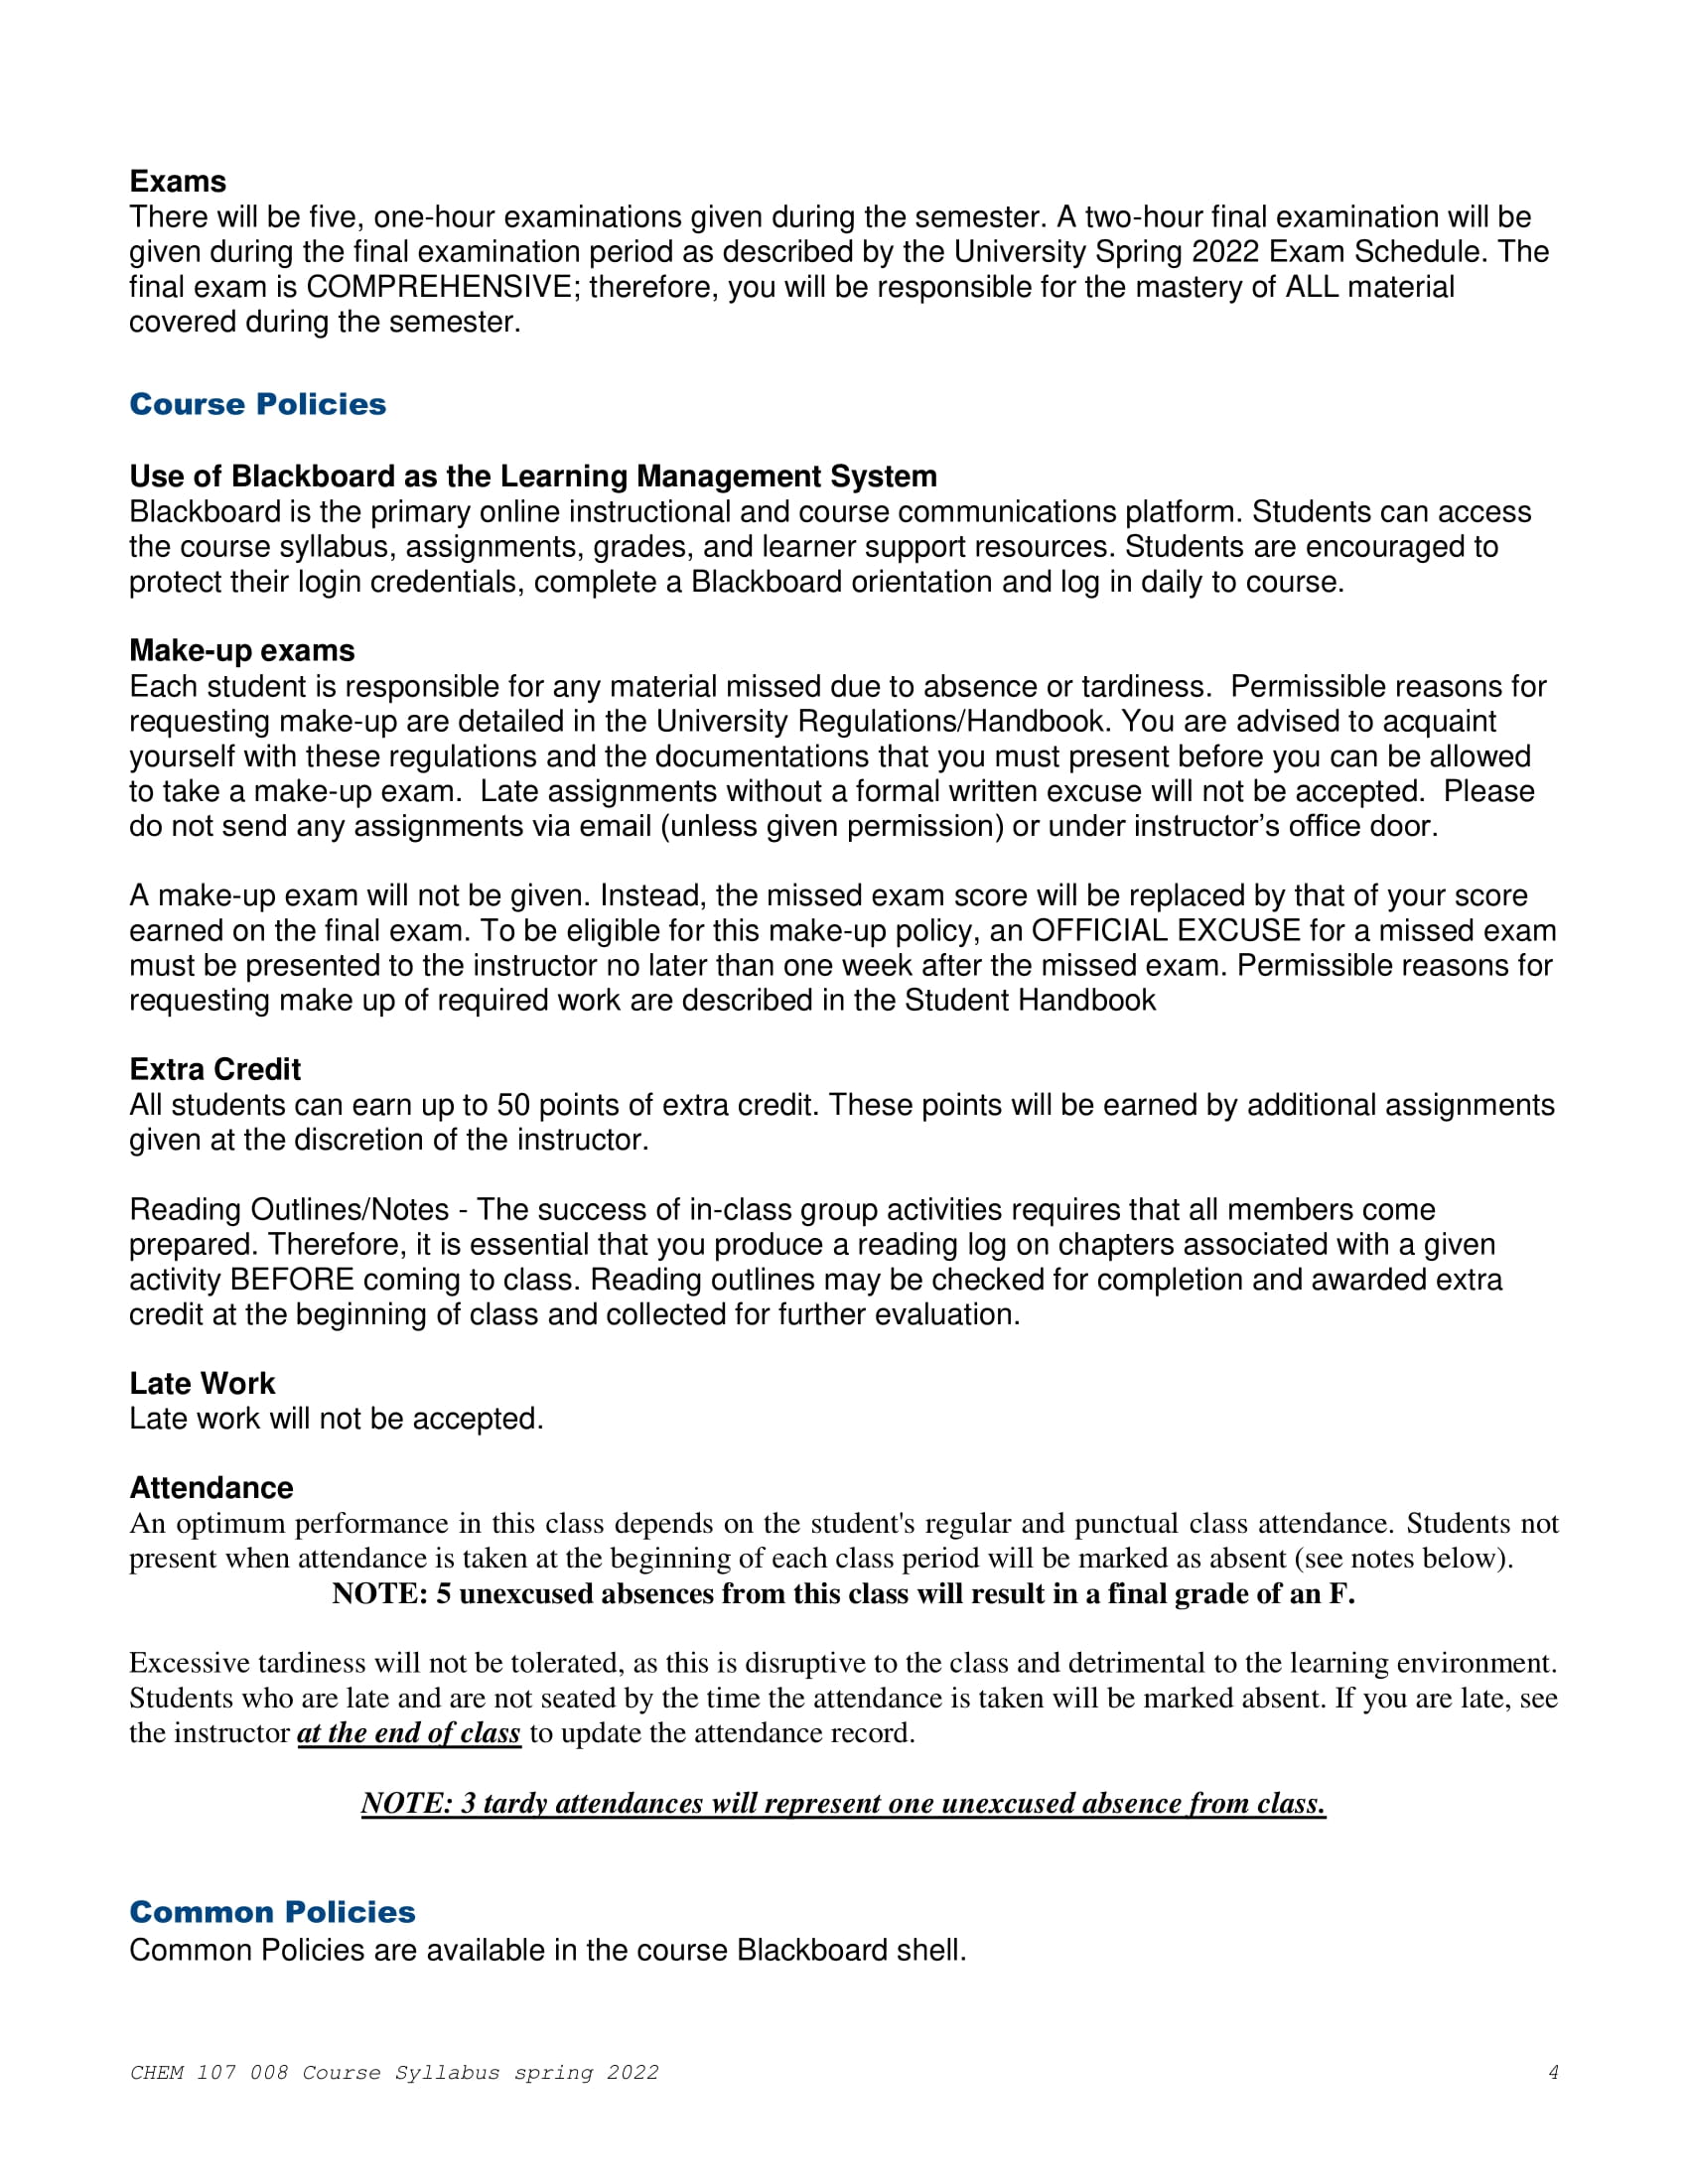 Exams
There will be five, one-hour examinations given during the semester. A two-hour final examination will be
given during the final examination period as described by the University Spring 2022 Exam Schedule. The
final exam is COMPREHENSIVE; therefore, you will be responsible for the mastery of ALL material
covered during the semester.
Course Policies
Use of Blackboard as the Learning Management System
Blackboard is the primary online instructional and course communications platform. Students can access
the course syllabus, assignments, grades, and learner support resources. Students are encouraged to
protect their login credentials, complete a Blackboard orientation and log in daily to course.
Make-up exams
Each student is responsible for any material missed due to absence or tardiness.  Permissible reasons for
requesting make-up are detailed in the University Regulations/Handbook. You are advised to acquaint
yourself with these regulations and the documentations that you must present before you can be allowed
to take a make-up exam.  Late assignments without a formal written excuse will not be accepted.  Please
do not send any assignments via email (unless given permission) or under instructor’s office door.
A make-up exam will not be given. Instead, the missed exam score will be replaced by that of your score
earned on the final exam. To be eligible for this make-up policy, an OFFICIAL EXCUSE for a missed exam
must be presented to the instructor no later than one week after the missed exam. Permissible reasons for
requesting make up of required work are described in the Student Handbook
Extra Credit
All students can earn up to 50 points of extra credit. These points will be earned by additional assignments
given at the discretion of the instructor.
Reading Outlines/Notes - The success of in-class group activities requires that all members come
prepared. Therefore, it is essential that you produce a reading log on chapters associated with a given
activity BEFORE coming to class. Reading outlines may be checked for completion and awarded extra
credit at the beginning of class and collected for further evaluation.
Late Work
Late work will not be accepted.
Attendance
An optimum performance in this class depends on the student's regular and punctual class attendance. Students not
present when attendance is taken at the beginning of each class period will be marked as absent (see notes below).
NOTE: 5 unexcused absences from this class will result in a final grade of an F.
Excessive tardiness will not be tolerated, as this is disruptive to the class and detrimental to the learning environment.
Students who are late and are not seated by the time the attendance is taken will be marked absent. If you are late, see
the instructor at the end of class to update the attendance record.
NOTE: 3 tardy attendances will represent one unexcused absence from class.
Common Policies
Common Policies are available in the course Blackboard shell.
CHEM 107 008 Course Syllabus spring 2022 4